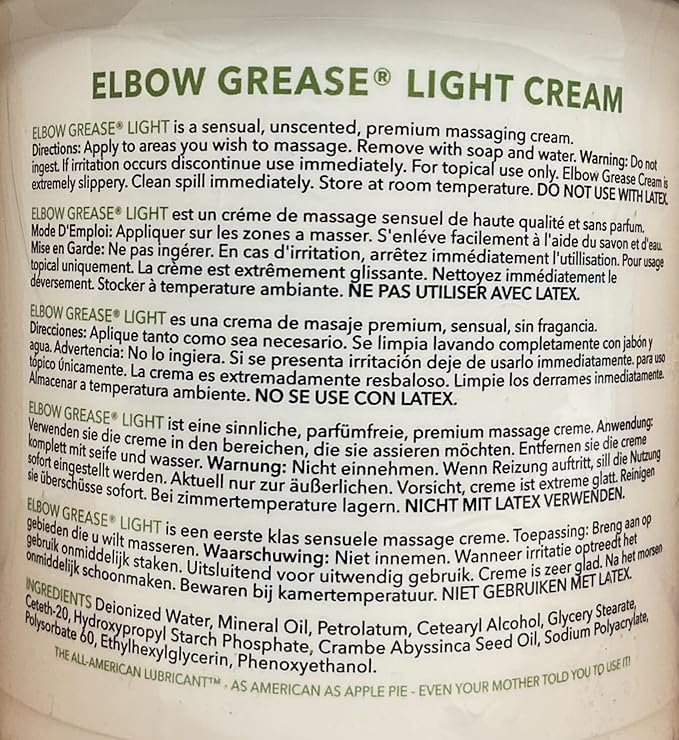 ELBOW GREASE® LIGHT CREAM
ELBOW GREASE® LIGHT is a sensual, unscented, premium massaging cream.
Directions: Apply to areas you wish to massage. Remove with soap and water. Warning: Do not
ingest. If irritation occurs discontinue use immediately. For topical use only. Elbow Grease Cream is
extremely slippery. Clean spill immediately. Store at room temperature. DO NOT USE WITH LATEX.
ELBOW GREASE® LIGHT est un créme de massage sensuel de haute qualité et sans parfum.
Mode D'Emploi: Appliquer sur les zones a masser. S'enléve facilement à l'aide du savon et d'eau.
Mise en Garde: Ne pas ingérer. En cas d'irritation, arrêtez immédiatement l'utillisation. Pour usage
topical uniquement. La crème est extrêmement glissante. Nettoyez immédiatement le
déversement. Stocker à température ambiante. NE PAS UTILISER AVEC LATEX.
ELBOW GREASE® LIGHT es una crema de masaje premium, sensual, sin fragancia.
Direcciones: Aplique tanto como sea necesario. Se limpia lavando completamente con jabón y
agua. Advertencia: No lo ingiera. Si se presenta irritación deje de usarlo immediatamente, para uso
tópico únicamente. La crema es extremadamente resbaloso. Limpie los derrames inmediatamente.
Almacenar a temperatura ambiente. NO SE USE CON LATEX.
ELBOW GREASE® LIGHT ist eine sinnliche, parfümfreie, premium massage creme. Anwendung:
Verwenden sie die creme in den bereichen, die sie assieren möchten. Entfernen sie die creme
komplett mit seife und wasser. Warnung: Nicht einnehmen. Wenn Reizung auftritt, sill die Nutzung
sofort eingestellt werden. Aktuell nur zur äußerlichen. Vorsicht, creme ist extreme glatt. Reinigen
sie überschüsse sofort. Bei zimmertemperature lagern. NICHT MIT LATEX VERWENDEN.
ELBOW GREASE® LIGHT is een eerste klas sensuele massage creme. Toepassing: Breng aan op
gebieden die u wilt masseren. Waarschuwing: Niet innemen. Wanneer irritatie optreedt het
gebruik onmiddelijk staken. Uitsluitend voor uitwendig gebruik. Creme is zeer glad. Na het morsen
onmiddelijk schoonmaken. Bewaren bij kamertemperatuur. NIET GEBRUIKEN MET LATEX.
INGREDIENTS Deionized Water, Mineral Oil, Petrolatum, Cetearyl Alcohol, Glycery Stearate,
Ceteth-20, Hydroxypropyl Starch Phosphate, Crambe Abyssinca Seed Oil, Sodium Polyacrylate,
Polysorbate 60, Ethylhexylglycerin, Phenoxyethanol.
THE ALL-AMERICAN LUBRICANT™ · AS AMERICAN AS APPLE PIE - EVEN YOUR MOTHER TOLD YOU TO USE IT!